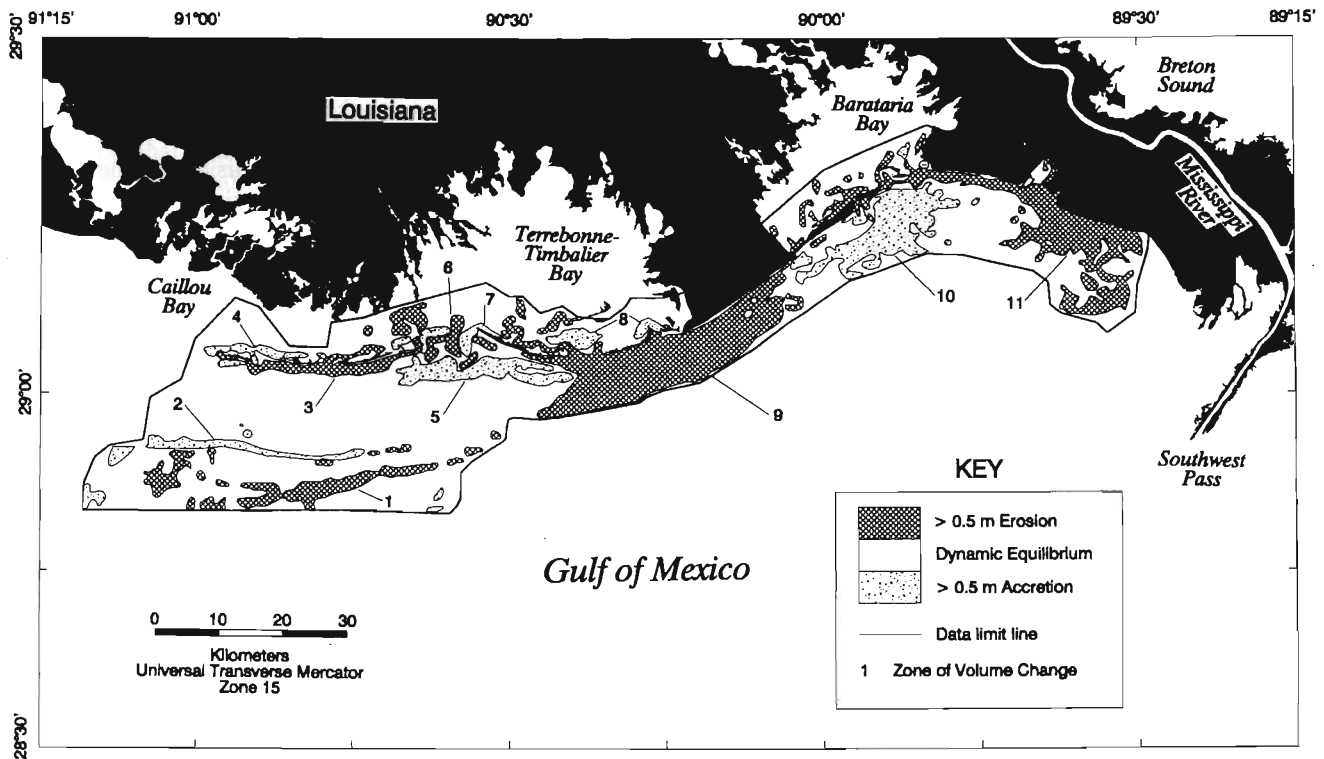 91°15' 91°00' 90°30' 90°00' 89°30' 89°15'
29°30'
Breton
Sound
Louisiana
Barataria
Bay
Mississippi
River
Terrebonne-
Timbalier
Bay
Caillou
Bay
6
7
8
4
10
11
29°00'
2
3
5
9
1
Southwest
Pass
Gulf of Mexico
KEY
> 0.5 m Erosion
Dynamic Equilibrium
> 0.5 m Accretion
Data limit line
1 Zone of Volume Change
0 10 20 30
Kilometers
Universal Transverse Mercator
Zone 15
28°30'